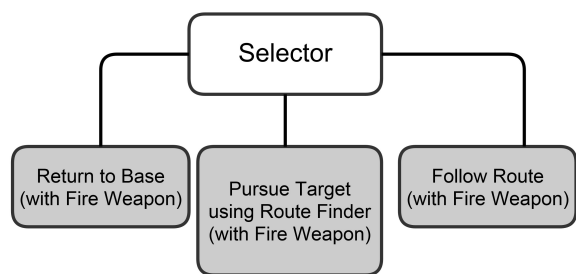 Selector
Return to Base
(with Fire Weapon)
Pursue Target
using Route Finder
(with Fire Weapon)
Follow Route
(with Fire Weapon)